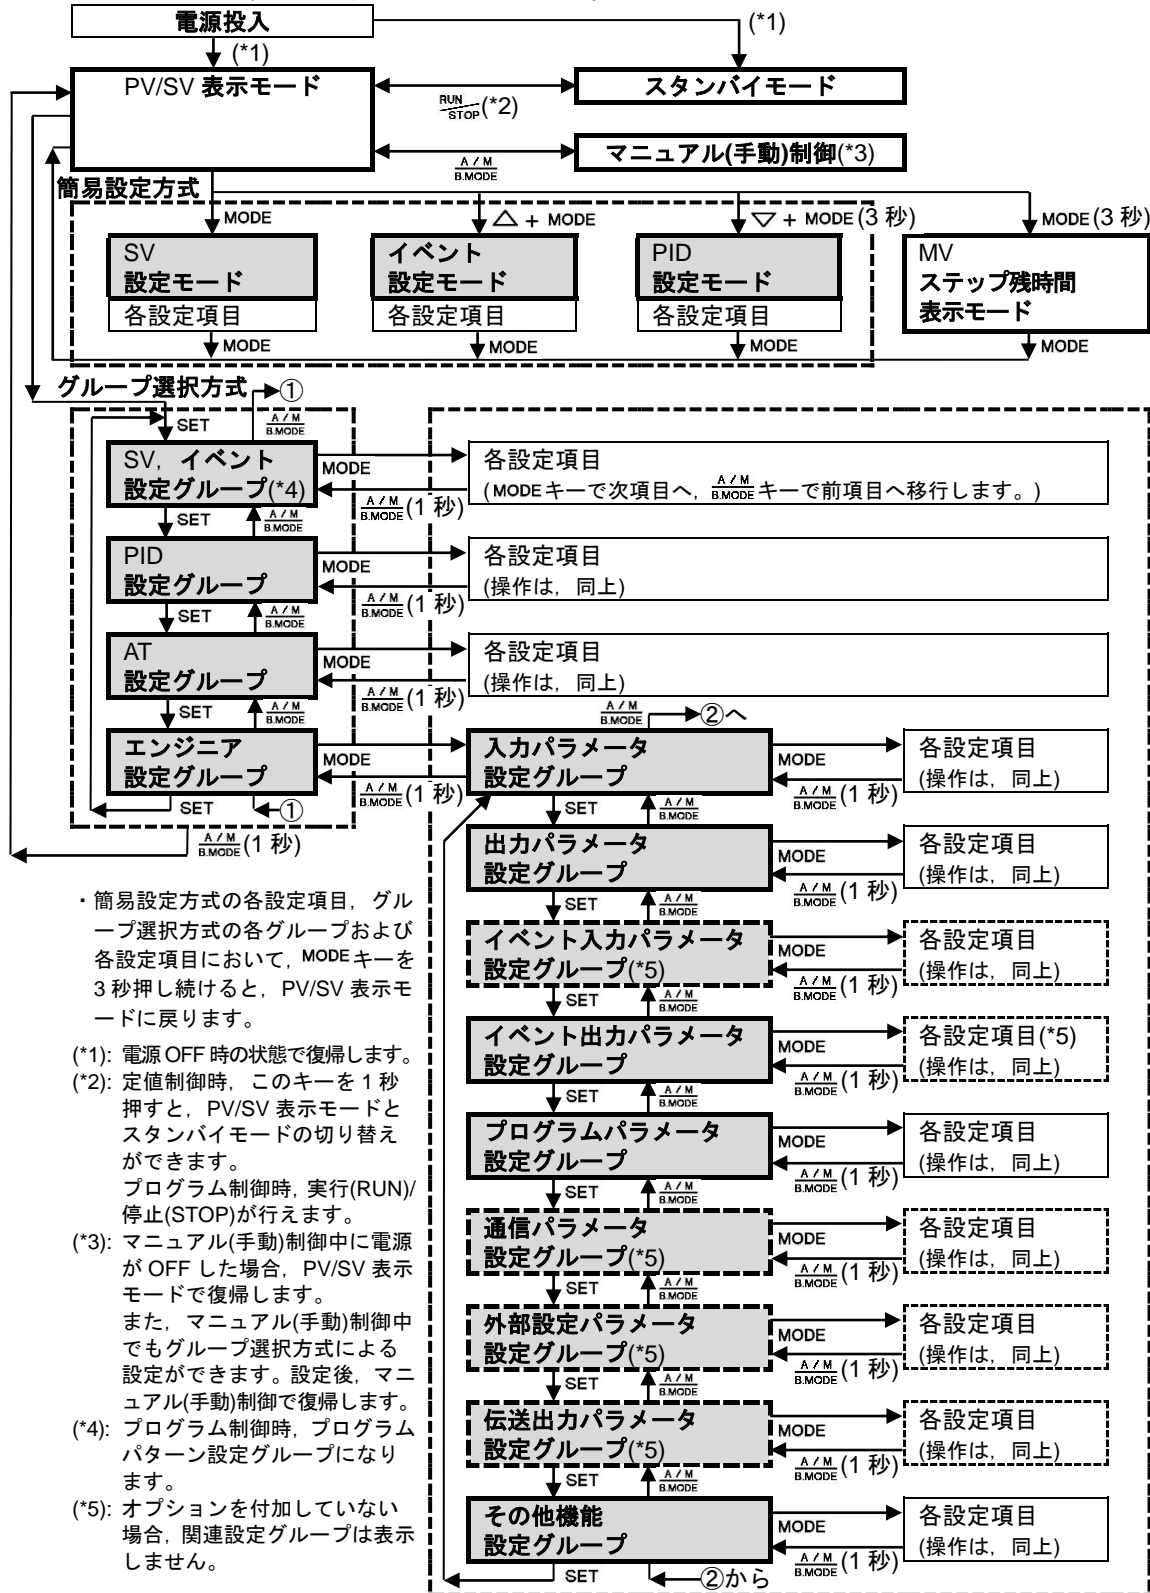 電源投入
(*1)
(*1)
PV/SV 表示モード
RUN
STOP (*2)
スタンバイモード
A / M
B.MODE
マニュアル(手動)制御(*3)
簡易設定方式
MODE
△ + MODE
▽ + MODE (3 秒)
MODE (3 秒)
SV
設定モード
各設定項目
イベント
設定モード
各設定項目
PID
設定モード
各設定項目
MV
ステップ残時間
表示モード
MODE
MODE
MODE
MODE
グループ選択方式
①
SET
A / M
B.MODE
SV, イベント
設定グループ(*4)
MODE
A / M
B.MODE (1 秒)
各設定項目
(MODEキーで次項目へ, A / M B.MODE キーで前項目へ移行します。)
SET
A / M
B.MODE
PID
設定グループ
MODE
A / M
B.MODE (1 秒)
各設定項目
(操作は, 同上)
SET
A / M
B.MODE
AT
設定グループ
MODE
A / M
B.MODE (1 秒)
各設定項目
(操作は, 同上)
SET
A / M
B.MODE
エンジニア
設定グループ
MODE
A / M
B.MODE (1 秒)
SET
①
A / M
B.MODE (1 秒)
A / M
B.MODE
②へ
入力パラメータ
設定グループ
MODE
A / M
B.MODE (1 秒)
各設定項目
(操作は, 同上)
SET
A / M
B.MODE
出力パラメータ
設定グループ
MODE
A / M
B.MODE (1 秒)
各設定項目
(操作は, 同上)
SET
A / M
B.MODE
イベント入力パラメータ
設定グループ(*5)
MODE
A / M
B.MODE (1 秒)
各設定項目
(操作は, 同上)
SET
A / M
B.MODE
イベント出力パラメータ
設定グループ
MODE
A / M
B.MODE (1 秒)
各設定項目(*5)
(操作は, 同上)
SET
A / M
B.MODE
プログラムパラメータ
設定グループ
MODE
A / M
B.MODE (1 秒)
各設定項目
(操作は, 同上)
SET
A / M
B.MODE
通信パラメータ
設定グループ(*5)
MODE
A / M
B.MODE (1 秒)
各設定項目
(操作は, 同上)
SET
A / M
B.MODE
外部設定パラメータ
設定グループ(*5)
MODE
A / M
B.MODE (1 秒)
各設定項目
(操作は, 同上)
SET
A / M
B.MODE
伝送出力パラメータ
設定グループ(*5)
MODE
A / M
B.MODE (1 秒)
各設定項目
(操作は, 同上)
SET
A / M
B.MODE
その他機能
設定グループ
MODE
A / M
B.MODE (1 秒)
各設定項目
(操作は, 同上)
SET
②から
・簡易設定方式の各設定項目, グル
ープ選択方式の各グループおよび
各設定項目において, MODEキーを
3 秒押し続けると, PV/SV 表示モ
ードに戻ります。
(*1): 電源 OFF 時の状態で復帰します。
(*2): 定値制御時, このキーを 1 秒
押すと, PV/SV 表示モードと
スタンバイモードの切り替え
ができます。
プログラム制御時, 実行(RUN)/
停止(STOP)が行えます。
(*3): マニュアル(手動)制御中に電源
が OFF した場合, PV/SV 表示
モードで復帰します。
また, マニュアル(手動)制御中
でもグループ選択方式による
設定ができます。設定後, マニ
ュアル(手動)制御で復帰します。
(*4): プログラム制御時, プログラム
パターン設定グループになり
ます。
(*5): オプションを付加していない
場合, 関連設定グループは表示
しません。